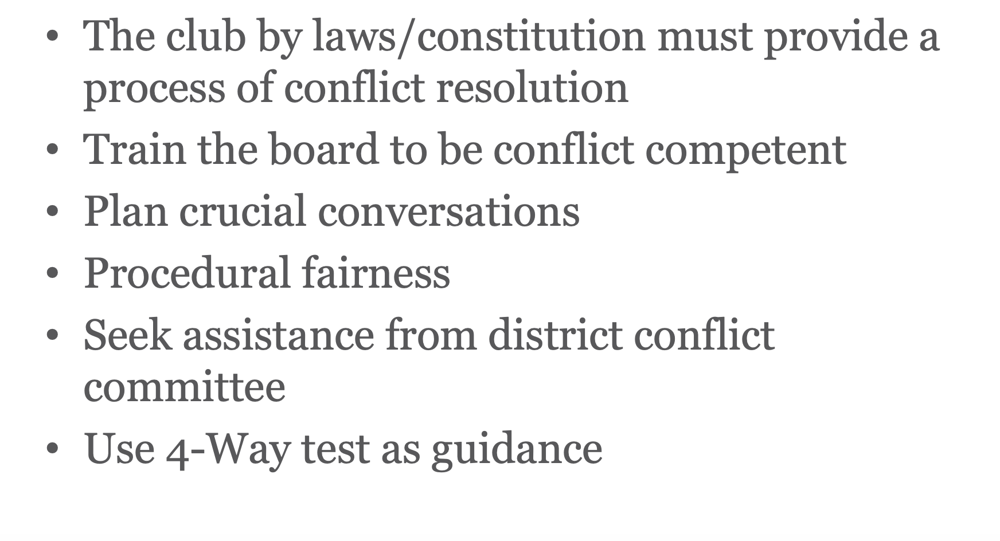 • The club by laws/constitution must provide a
process of conflict resolution
• Train the board to be conflict competent
• Plan crucial conversations
• Procedural fairness
• Seek assistance from district conflict
committee
• Use 4-Way test as guidance